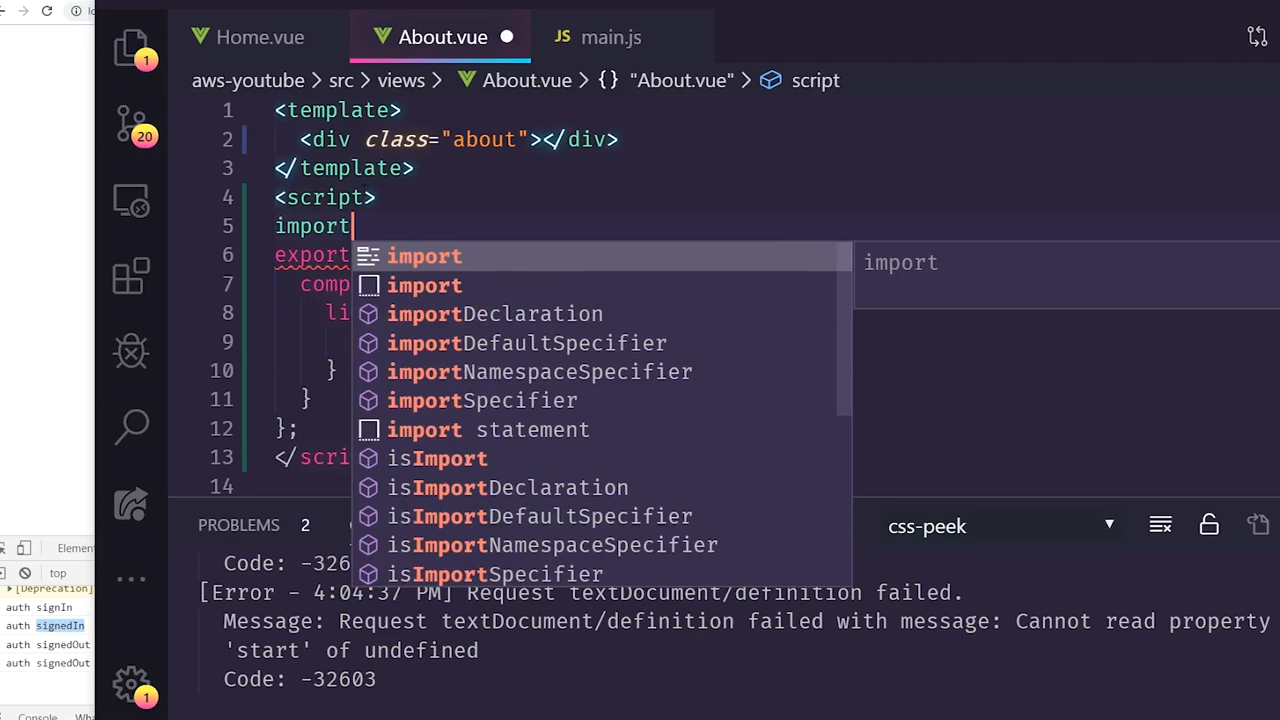 Home.vue
About.vue
JS main.js
aws-youtube > src > views > About.vue > {} "About.vue" > script
1 <template>
2 <div class="about"></div>
3 </template>
4 <script>
5 import
6 export
7 comp
8 li
9
10 }
11 }
12 };
13 </scri
14
import
import
importDeclaration
importDefaultSpecifier
importNamespaceSpecifier
importSpecifier
import statement
isImport
isImportDeclaration
isImportDefaultSpecifier
isImportNamespaceSpecifier
isImportSpecifier
import
1
20
1
PROBLEMS 2
css-peek
Code: -326
[Error - 4:04:37 PM] Request textDocument/definition failed.
Message: Request textDocument/definition failed with message: Cannot read property
'start' of undefined
Code: -32603
Element
top
[Deprecation]
auth signIn
auth signedIn
auth signedOut
auth signedOut
Console